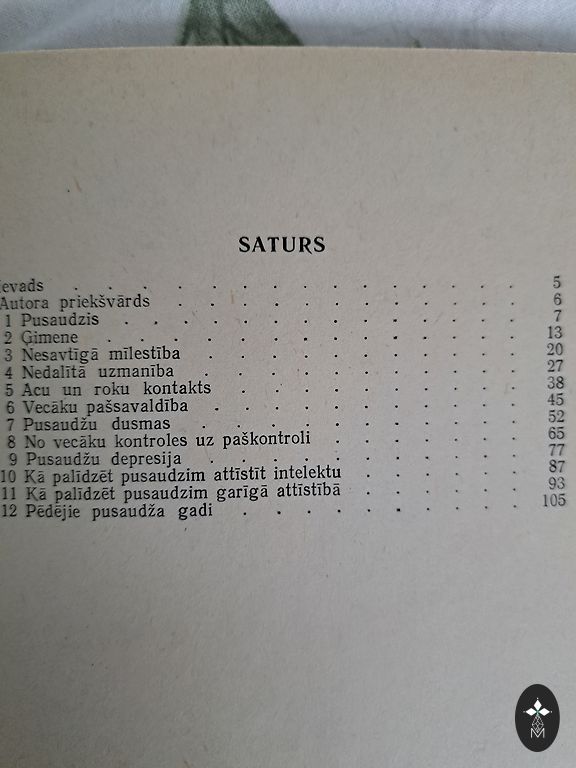 SATURS
Ievads . . . . . . . . . . . . . . 5
Autora priekšvārds . . . . . . . . . . . 6
1 Pusaudzis . . . . . . . . . . . . 7
2 Ģimene . . . . . . . . . . . . . 13
3 Nesavtīgā mīlestība . . . . . . . . . . 20
4 Nedalītā uzmanība . . . . . . . . . . 27
5 Acu un roku kontakts . . . . . . . . . 38
6 Vecāku pašsavaldība . . . . . . . . . 45
7 Pusaudžu dusmas . . . . . . . . . . 52
8 No vecāku kontroles uz paškontroli . . . . . . 65
9 Pusaudžu depresija . . . . . . . . . . 77
10 Kā palīdzēt pusaudzim attīstīt intelektu . . . . . 87
11 Kā palīdzēt pusaudzim garīgā attīstībā . . . . . 93
12 Pēdējie pusaudža gadi . . . . . . . . . 105
M